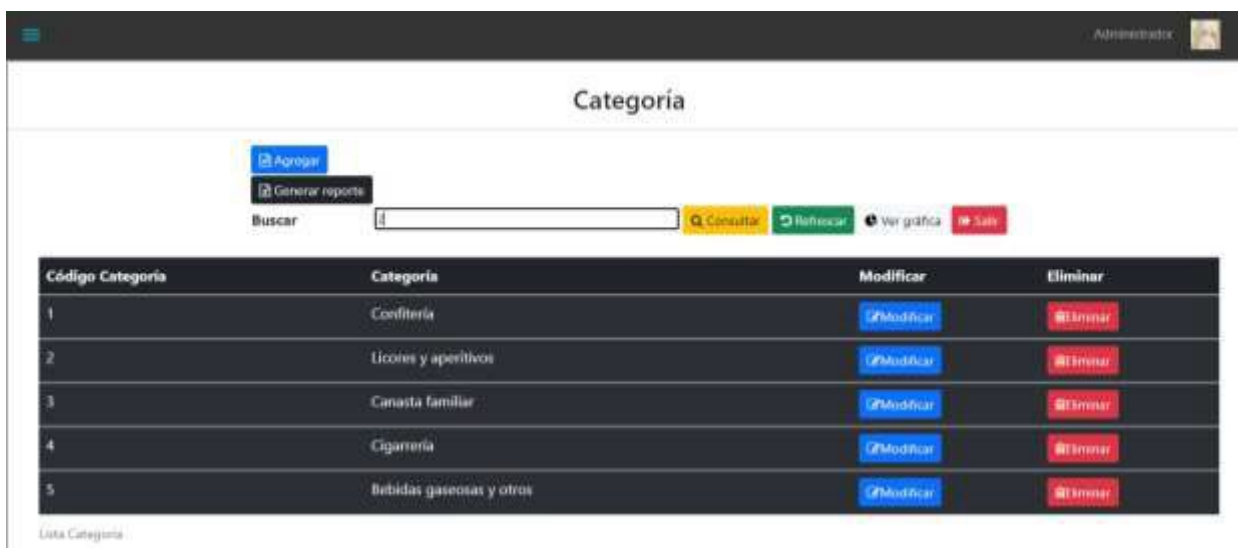 Administrador
Categoría
Agregar
Generar reporte
Buscar Consultar Refrescar Ver gráfica Salir
Código Categoría Categoría Modificar Eliminar
1 Confitería Modificar Eliminar
2 Licores y aperitivos Modificar Eliminar
3 Canasta familiar Modificar Eliminar
4 Cigarrería Modificar Eliminar
5 Bebidas gaseosas y otros Modificar Eliminar
Lista Categoria